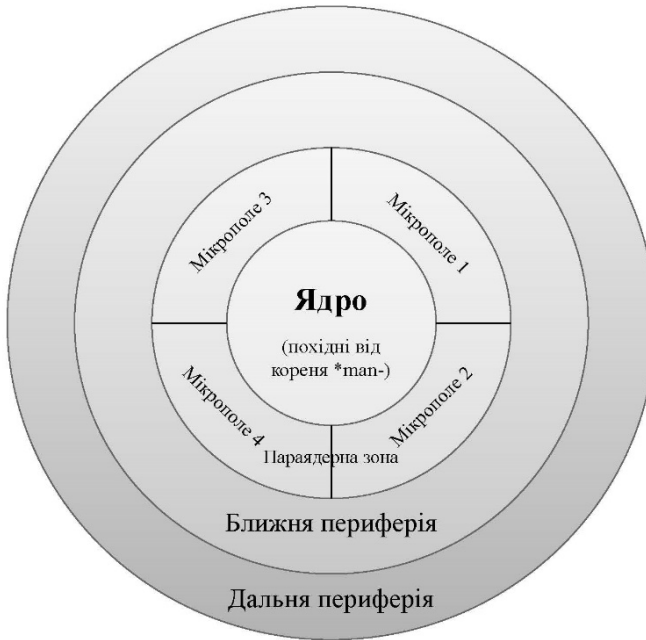 Мікрополе 3
Мікрополе 1
Ядро
(похідні від
кореня *man-)
Мікрополе 4
Мікрополе 2
Параядерна зона
Ближня периферія
Дальня периферія